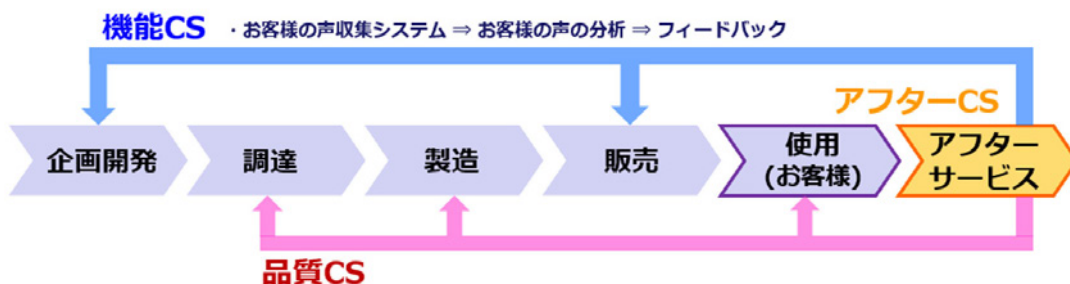 機能CS ・お客様の声収集システム ⇒ お客様の声の分析 ⇒ フィードバック
アフターCS
企画開発
調達
製造
販売
使用
(お客様)
アフター
サービス
品質CS